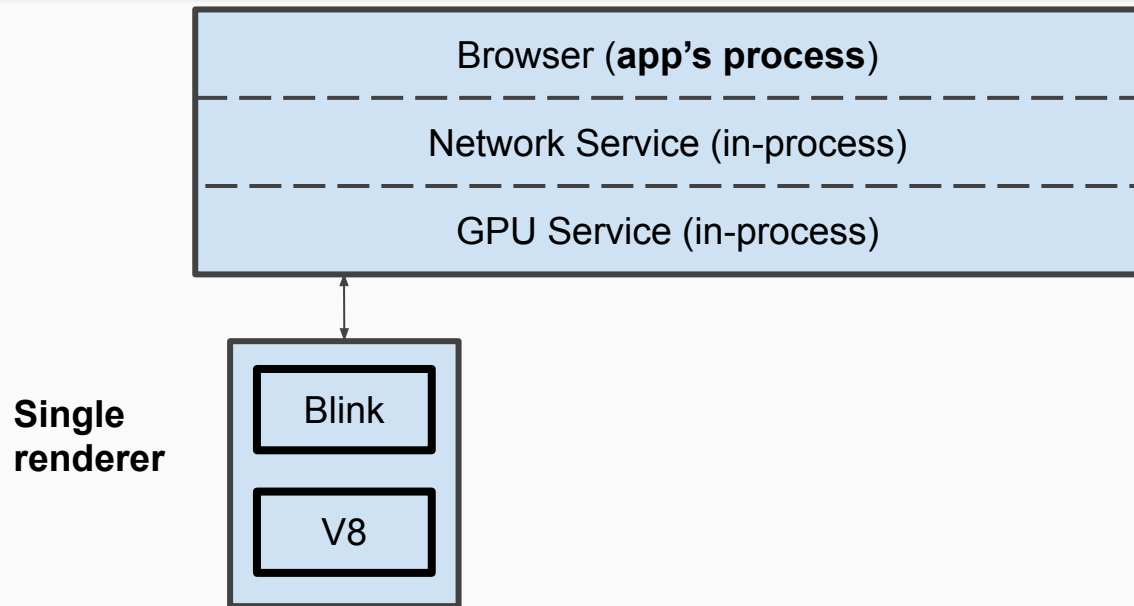 Browser (app’s process)
Network Service (in-process)
GPU Service (in-process)
Single
renderer
Blink
V8